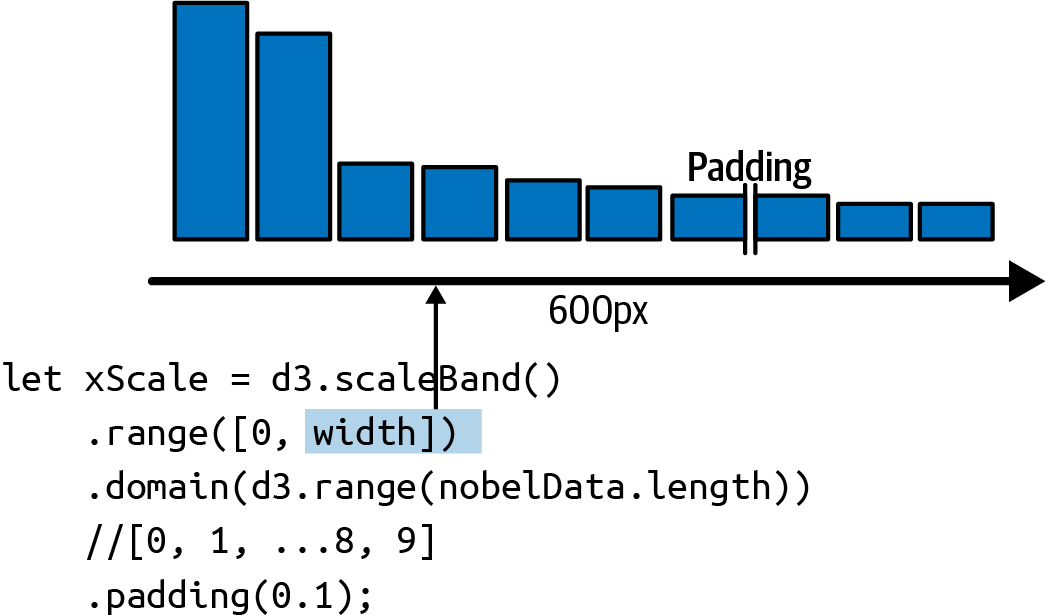 Padding
600px
let xScale = d3.scaleBand()
.range([0, width])
.domain(d3.range(nobelData.length))
//[0, 1, ...8, 9]
.padding(0.1);